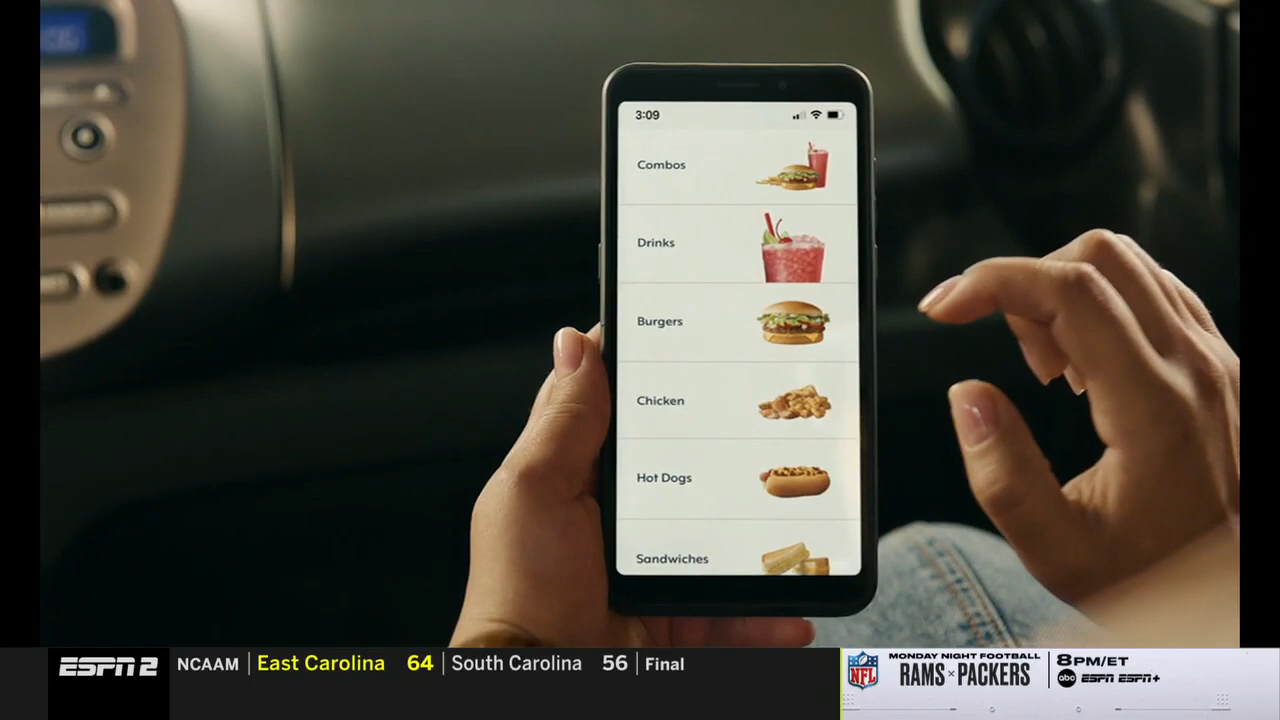 3:09
Combos
Drinks
Burgers
Chicken
Hot Dogs
Sandwiches
ESPN2 NCAAM East Carolina 64 South Carolina 56 Final
NFL
MONDAY NIGHT FOOTBALL
RAMS x PACKERS
8PM/ET
abc ESPN ESPN+